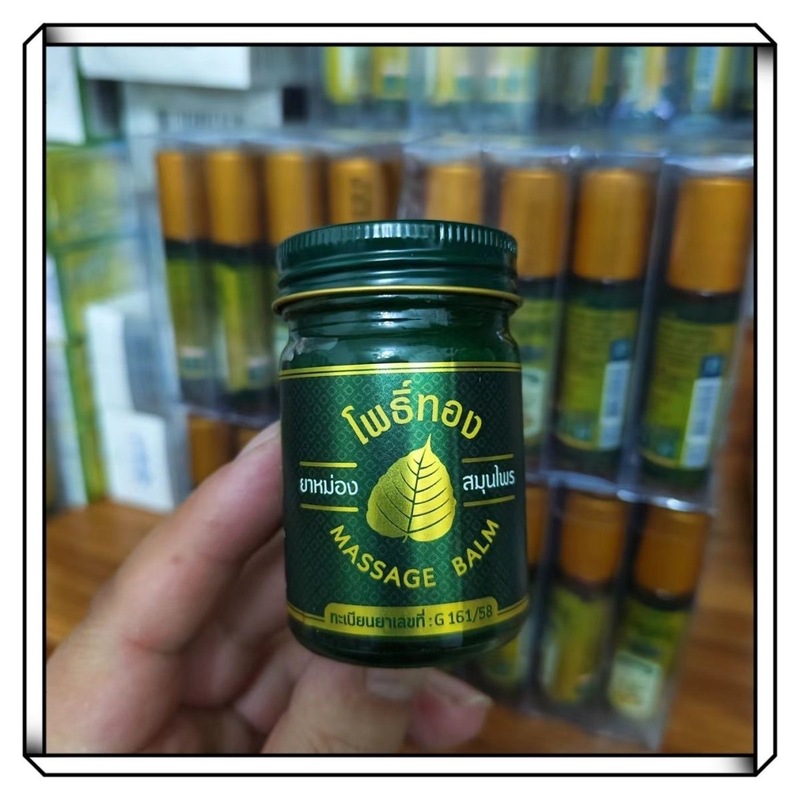 โพธิ์ทอง
ยาหม่อง สมุนไพร
MASSAGE BALM
ทะเบียนยาเลขที่ : G 161/58